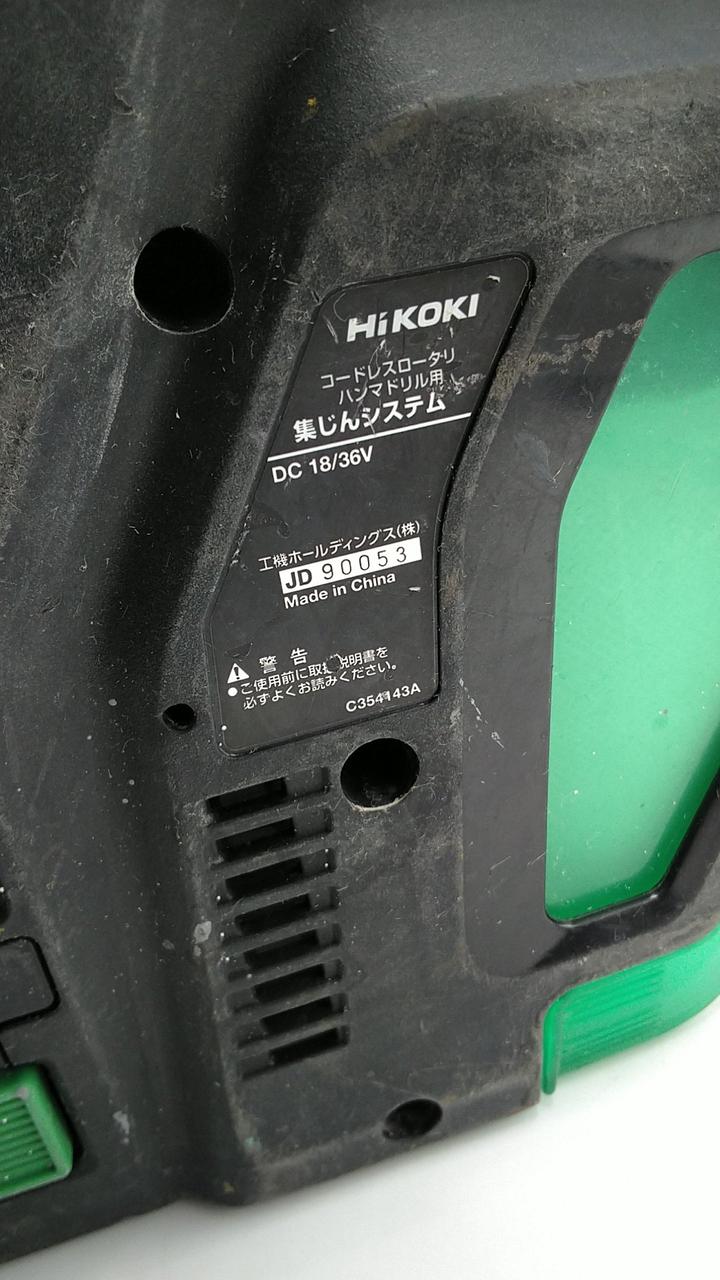 HiKOKI
コードレスロータリ
ハンマドリル用
集じんシステム
DC 18/36V
工機ホールディングス(株)
JD 90053
Made in China
警告
●ご使用前に取扱説明書を
必ずよくお読みください。